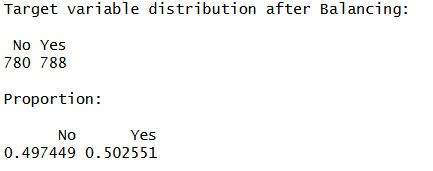 Target variable distribution after Balancing:
No Yes
780 788
Proportion:
No Yes
0.497449 0.502551